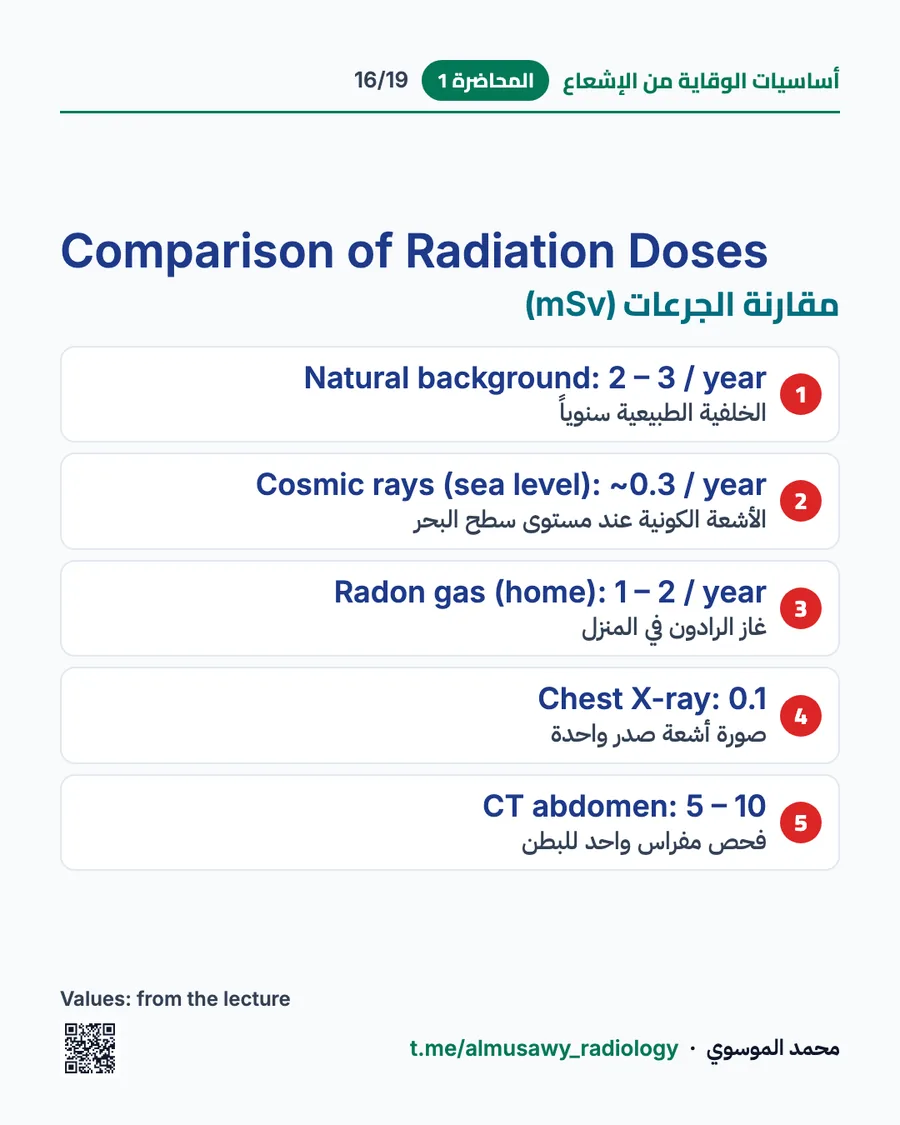 أساسيات الوقاية من الإشعاع المحاضرة 1 16/19
Comparison of Radiation Doses
مقارنة الجرعات (mSv)
1 Natural background: 2 – 3 / year
الخلفية الطبيعية سنوياً
2 Cosmic rays (sea level): ~0.3 / year
الأشعة الكونية عند مستوى سطح البحر
3 Radon gas (home): 1 – 2 / year
غاز الرادون في المنزل
4 Chest X-ray: 0.1
صورة أشعة صدر واحدة
5 CT abdomen: 5 – 10
فحص مفراس واحد للبطن
Values: from the lecture
محمد الموسوي · t.me/almusawy_radiology